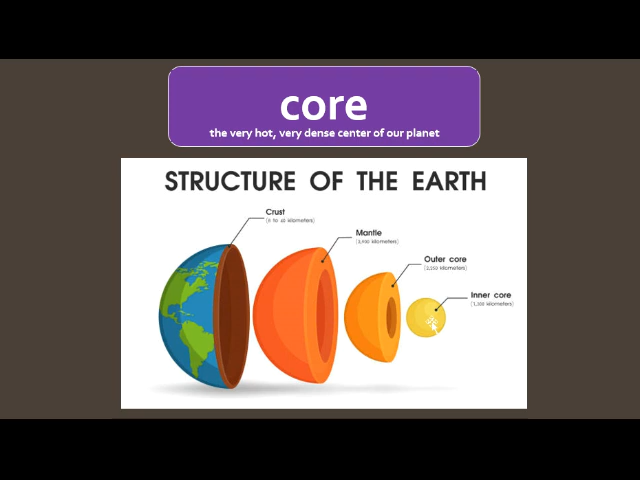 core
the very hot, very dense center of our planet
STRUCTURE OF THE EARTH
Crust
Mantle
Outer core
Inner core